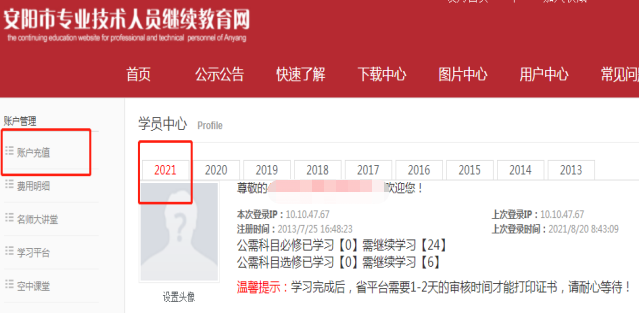 安阳市专业技术人员继续教育网
the continuing education website for professional and technical personnel of Anyang
首页 公示公告 快速了解 下载中心 图片中心 用户中心 常见问
账户管理
学员中心 Profile
账户充值
2021 2020 2019 2018 2017 2016 2015 2014 2013
费用明细
尊敬的 欢迎您！
名师大讲堂
本次登录IP：10.10.47.67 上次登录IP：10.10.47.67
注册时间：2013/7/25 16:48:23 上次登录时间：2021/8/20 8:43:09
学习平台
公需科目必修已学习【0】需继续学习【24】
公需科目选修已学习【0】需继续学习【6】
空中课堂
温馨提示：学习完成后，省平台需要1-2天的审核时间才能打印证书，请耐心等待！
设置头像